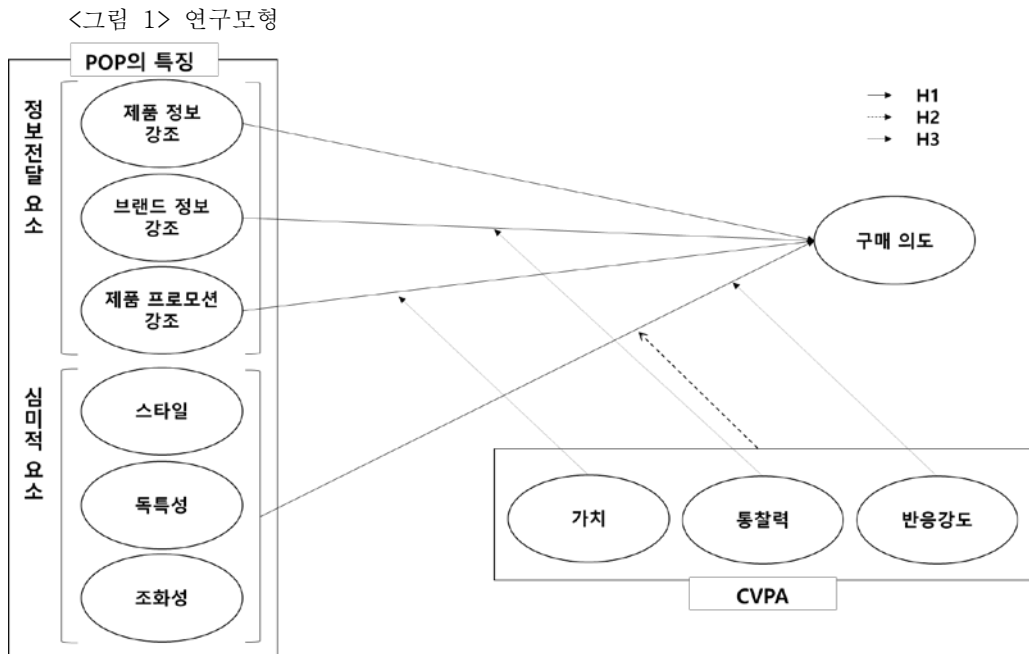 <그림 1> 연구모형
POP의 특징
정보전달 요소
제품 정보
강조
브랜드 정보
강조
제품 프로모션
강조
심미적 요소
스타일
독특성
조화성
H1
H2
H3
구매 의도
가치
통찰력
반응강도
CVPA